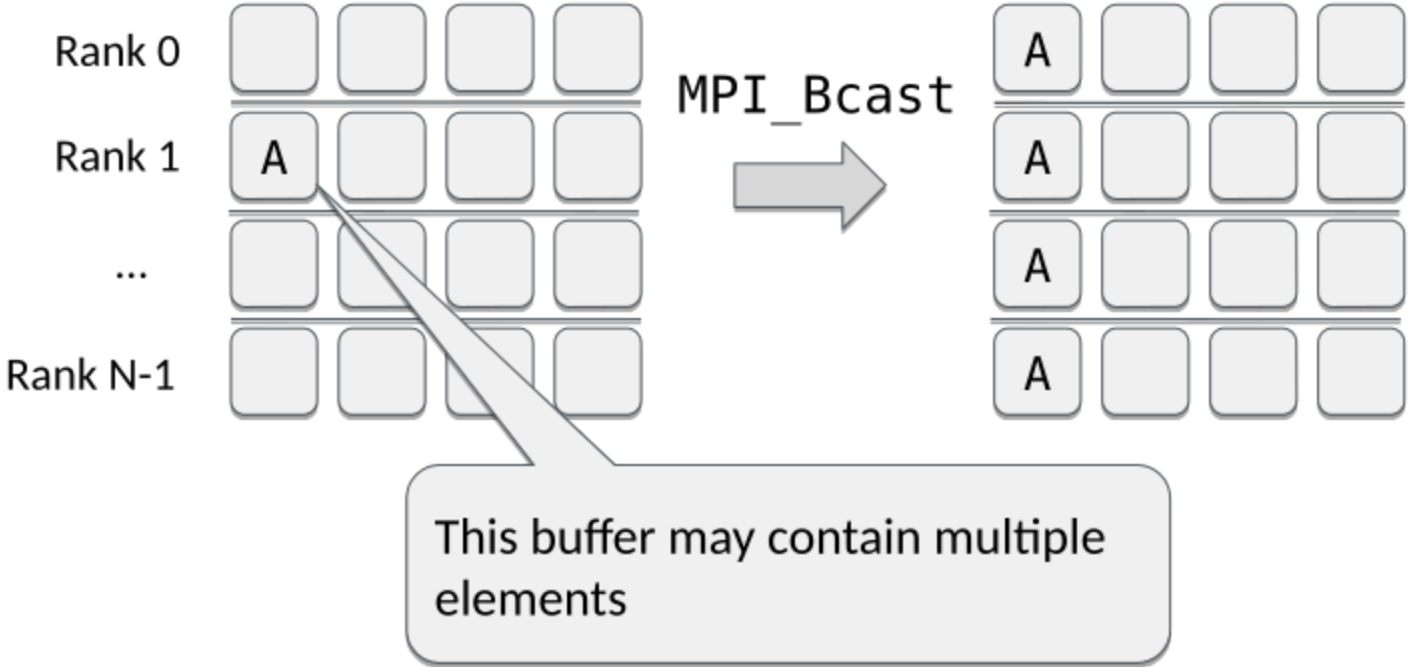 Rank 0
A
MPI_Bcast
Rank 1
A
A
...
A
Rank N-1
A
This buffer may contain multiple
elements